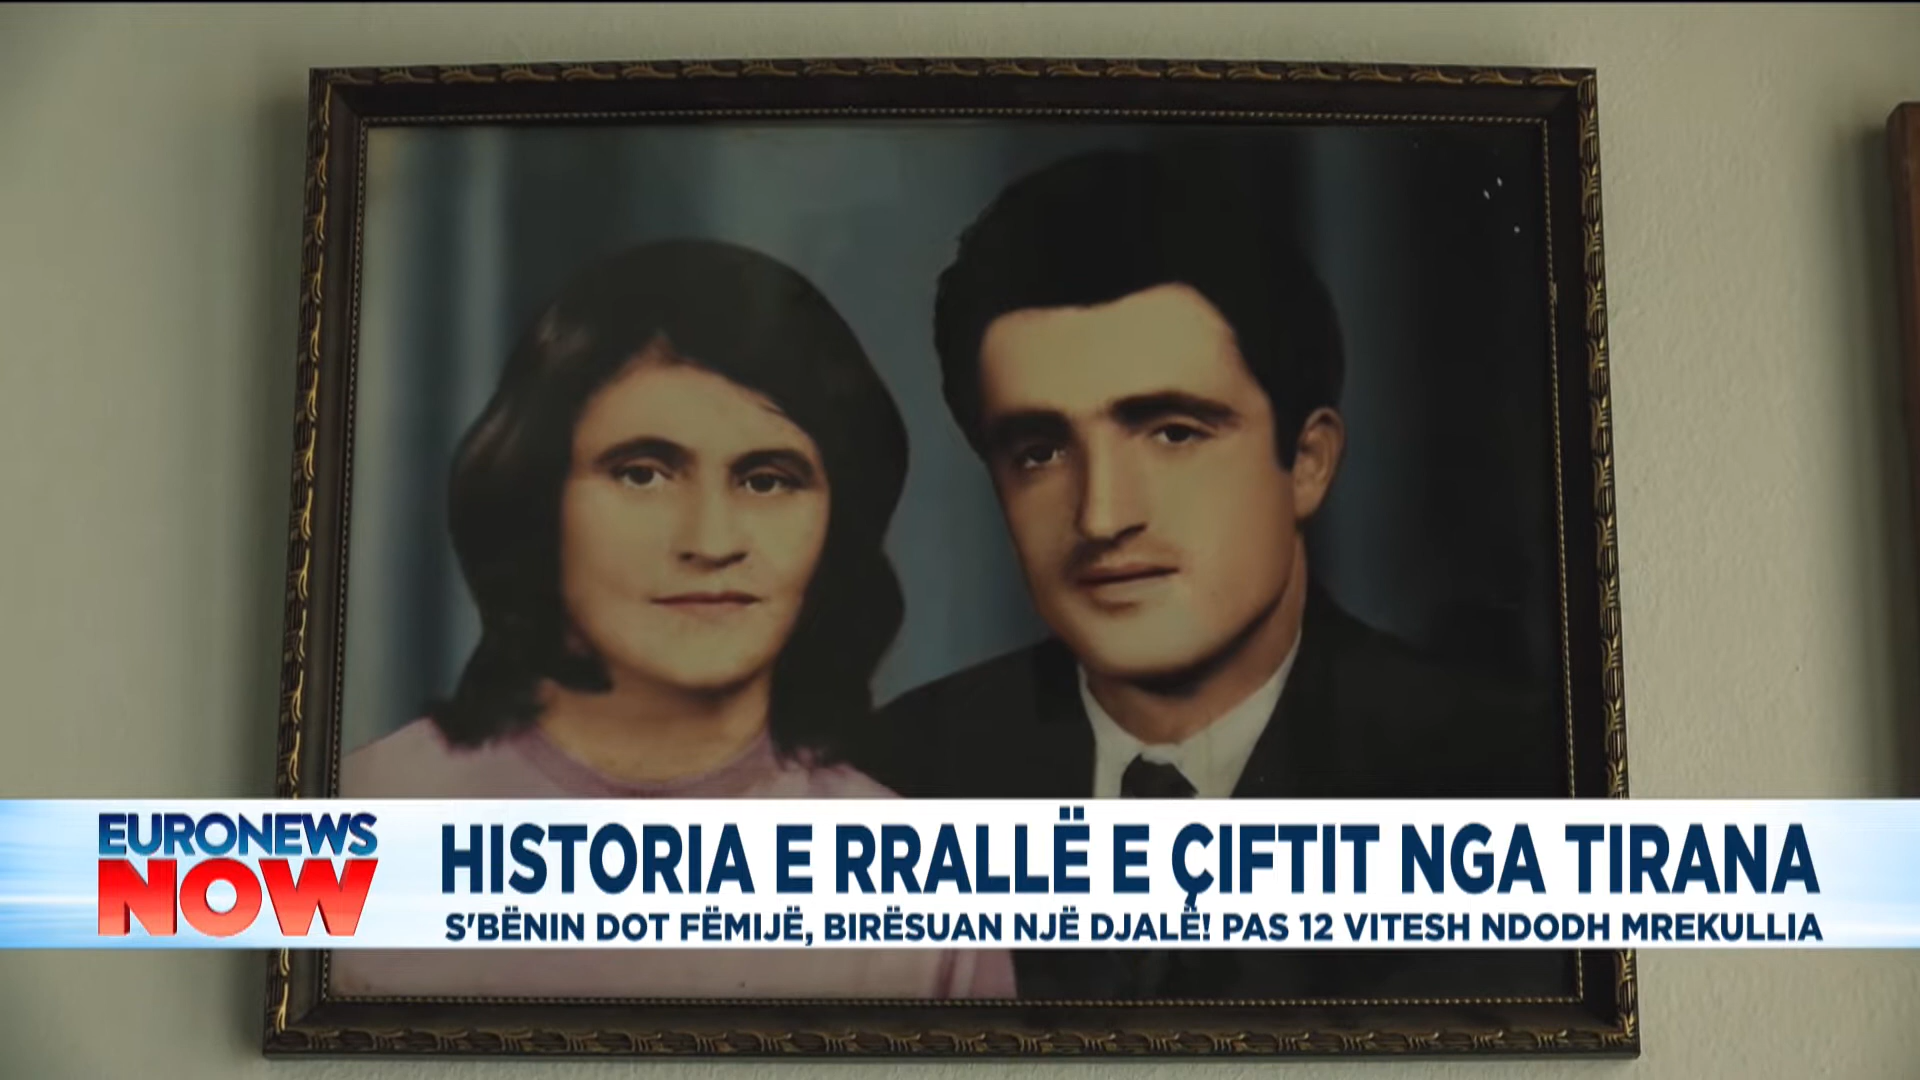 EURONEWS
NOW
HISTORIA E RRALLË E ÇIFTIT NGA TIRANA
S'BËNIN DOT FËMIJË, BIRËSUAN NJË DJALË! PAS 12 VITESH NDODH MREKULLIA